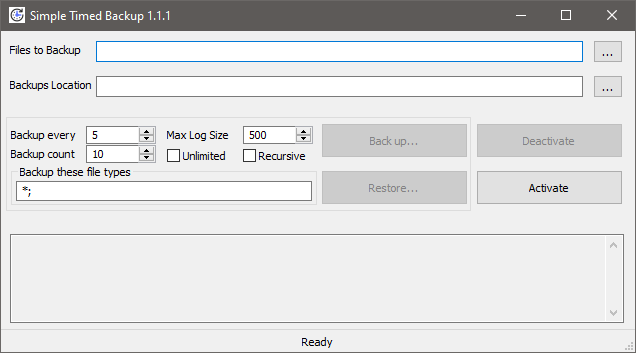 Simple Timed Backup 1.1.1
Files to Backup
...
Backups Location
...
Backup every 5 Max Log Size 500 Back up... Deactivate
Backup count 10 Unlimited Recursive
Backup these file types
*; Restore... Activate
Ready